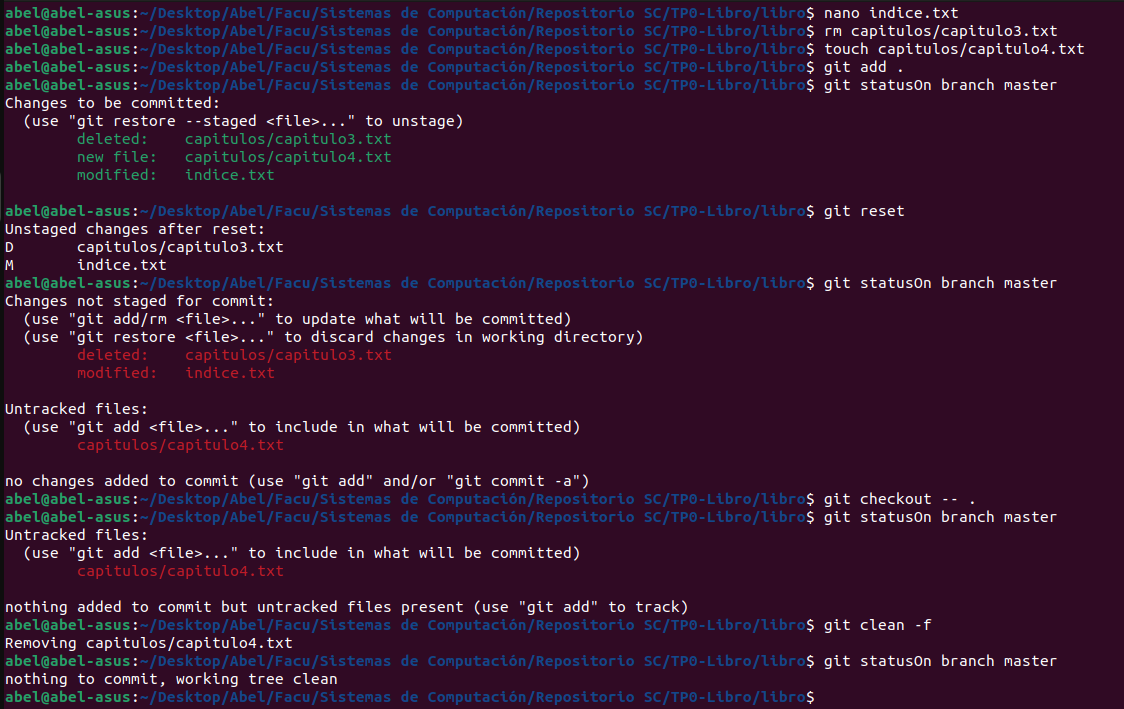 abel@abel-asus:~/Desktop/Abel/Facu/Sistemas de Computación/Repositorio SC/TP0-Libro/libro$ nano indice.txt
abel@abel-asus:~/Desktop/Abel/Facu/Sistemas de Computación/Repositorio SC/TP0-Libro/libro$ rm capitulos/capitulo3.txt
abel@abel-asus:~/Desktop/Abel/Facu/Sistemas de Computación/Repositorio SC/TP0-Libro/libro$ touch capitulos/capitulo4.txt
abel@abel-asus:~/Desktop/Abel/Facu/Sistemas de Computación/Repositorio SC/TP0-Libro/libro$ git add .
abel@abel-asus:~/Desktop/Abel/Facu/Sistemas de Computación/Repositorio SC/TP0-Libro/libro$ git statusOn branch master
Changes to be committed:
  (use "git restore --staged <file>..." to unstage)
        deleted:    capitulos/capitulo3.txt
        new file:   capitulos/capitulo4.txt
        modified:   indice.txt

abel@abel-asus:~/Desktop/Abel/Facu/Sistemas de Computación/Repositorio SC/TP0-Libro/libro$ git reset
Unstaged changes after reset:
D       capitulos/capitulo3.txt
M       indice.txt
abel@abel-asus:~/Desktop/Abel/Facu/Sistemas de Computación/Repositorio SC/TP0-Libro/libro$ git statusOn branch master
Changes not staged for commit:
  (use "git add/rm <file>..." to update what will be committed)
  (use "git restore <file>..." to discard changes in working directory)
        deleted:    capitulos/capitulo3.txt
        modified:   indice.txt

Untracked files:
  (use "git add <file>..." to include in what will be committed)
        capitulos/capitulo4.txt

no changes added to commit (use "git add" and/or "git commit -a")
abel@abel-asus:~/Desktop/Abel/Facu/Sistemas de Computación/Repositorio SC/TP0-Libro/libro$ git checkout -- .
abel@abel-asus:~/Desktop/Abel/Facu/Sistemas de Computación/Repositorio SC/TP0-Libro/libro$ git statusOn branch master
Untracked files:
  (use "git add <file>..." to include in what will be committed)
        capitulos/capitulo4.txt

nothing added to commit but untracked files present (use "git add" to track)
abel@abel-asus:~/Desktop/Abel/Facu/Sistemas de Computación/Repositorio SC/TP0-Libro/libro$ git clean -f
Removing capitulos/capitulo4.txt
abel@abel-asus:~/Desktop/Abel/Facu/Sistemas de Computación/Repositorio SC/TP0-Libro/libro$ git statusOn branch master
nothing to commit, working tree clean
abel@abel-asus:~/Desktop/Abel/Facu/Sistemas de Computación/Repositorio SC/TP0-Libro/libro$